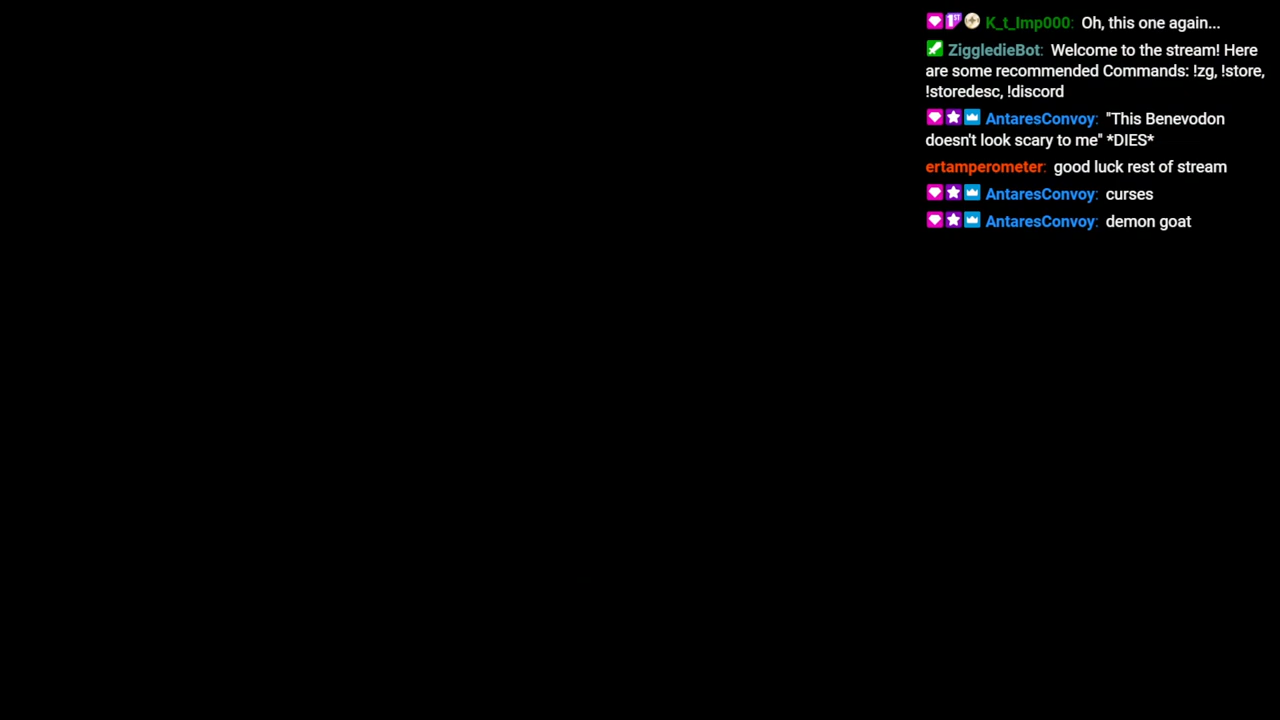 K_t_Imp000: Oh, this one again...
ZiggledieBot: Welcome to the stream! Here
are some recommended Commands: !zg, !store,
!storedesc, !discord
AntaresConvoy: "This Benevodon
doesn't look scary to me" *DIES*
ertamperometer: good luck rest of stream
AntaresConvoy: curses
AntaresConvoy: demon goat